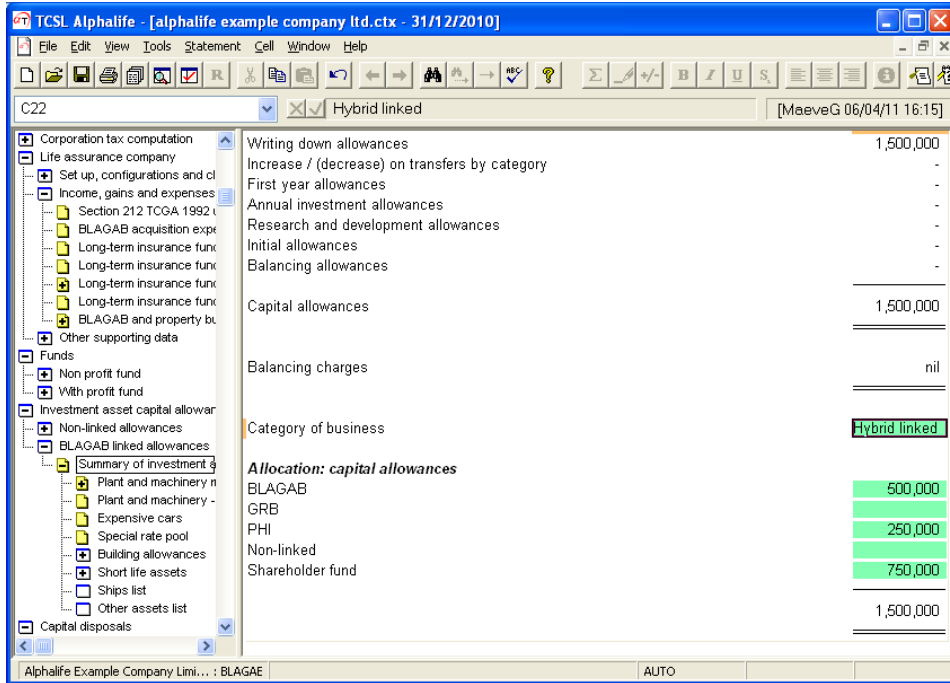 TCSL Alphalife - [alphalife example company ltd.ctx - 31/12/2010]
File Edit View Tools Statement Cell Window Help
R ABC Σ +/- B I U S
C22 Hybrid linked [MaeveG 06/04/11 16:15]
Corporation tax computation
Life assurance company
Set up, configurations and cl
Income, gains and expenses
Section 212 TCGA 1992 u
BLAGAB acquisition expe
Long-term insurance fund
Long-term insurance fund
Long-term insurance fund
Long-term insurance fund
BLAGAB and property bu
Other supporting data
Funds
Non profit fund
With profit fund
Investment asset capital allowan
Non-linked allowances
BLAGAB linked allowances
Summary of investment a
Plant and machinery m
Plant and machinery -
Expensive cars
Special rate pool
Building allowances
Short life assets
Ships list
Other assets list
Capital disposals
Writing down allowances 1,500,000
Increase / (decrease) on transfers by category -
First year allowances -
Annual investment allowances -
Research and development allowances -
Initial allowances -
Balancing allowances -
Capital allowances 1,500,000
Balancing charges nil
Category of business Hybrid linked
Allocation: capital allowances
BLAGAB 500,000
GRB
PHI 250,000
Non-linked
Shareholder fund 750,000
1,500,000
Alphalife Example Company Limi... : BLAGAE AUTO